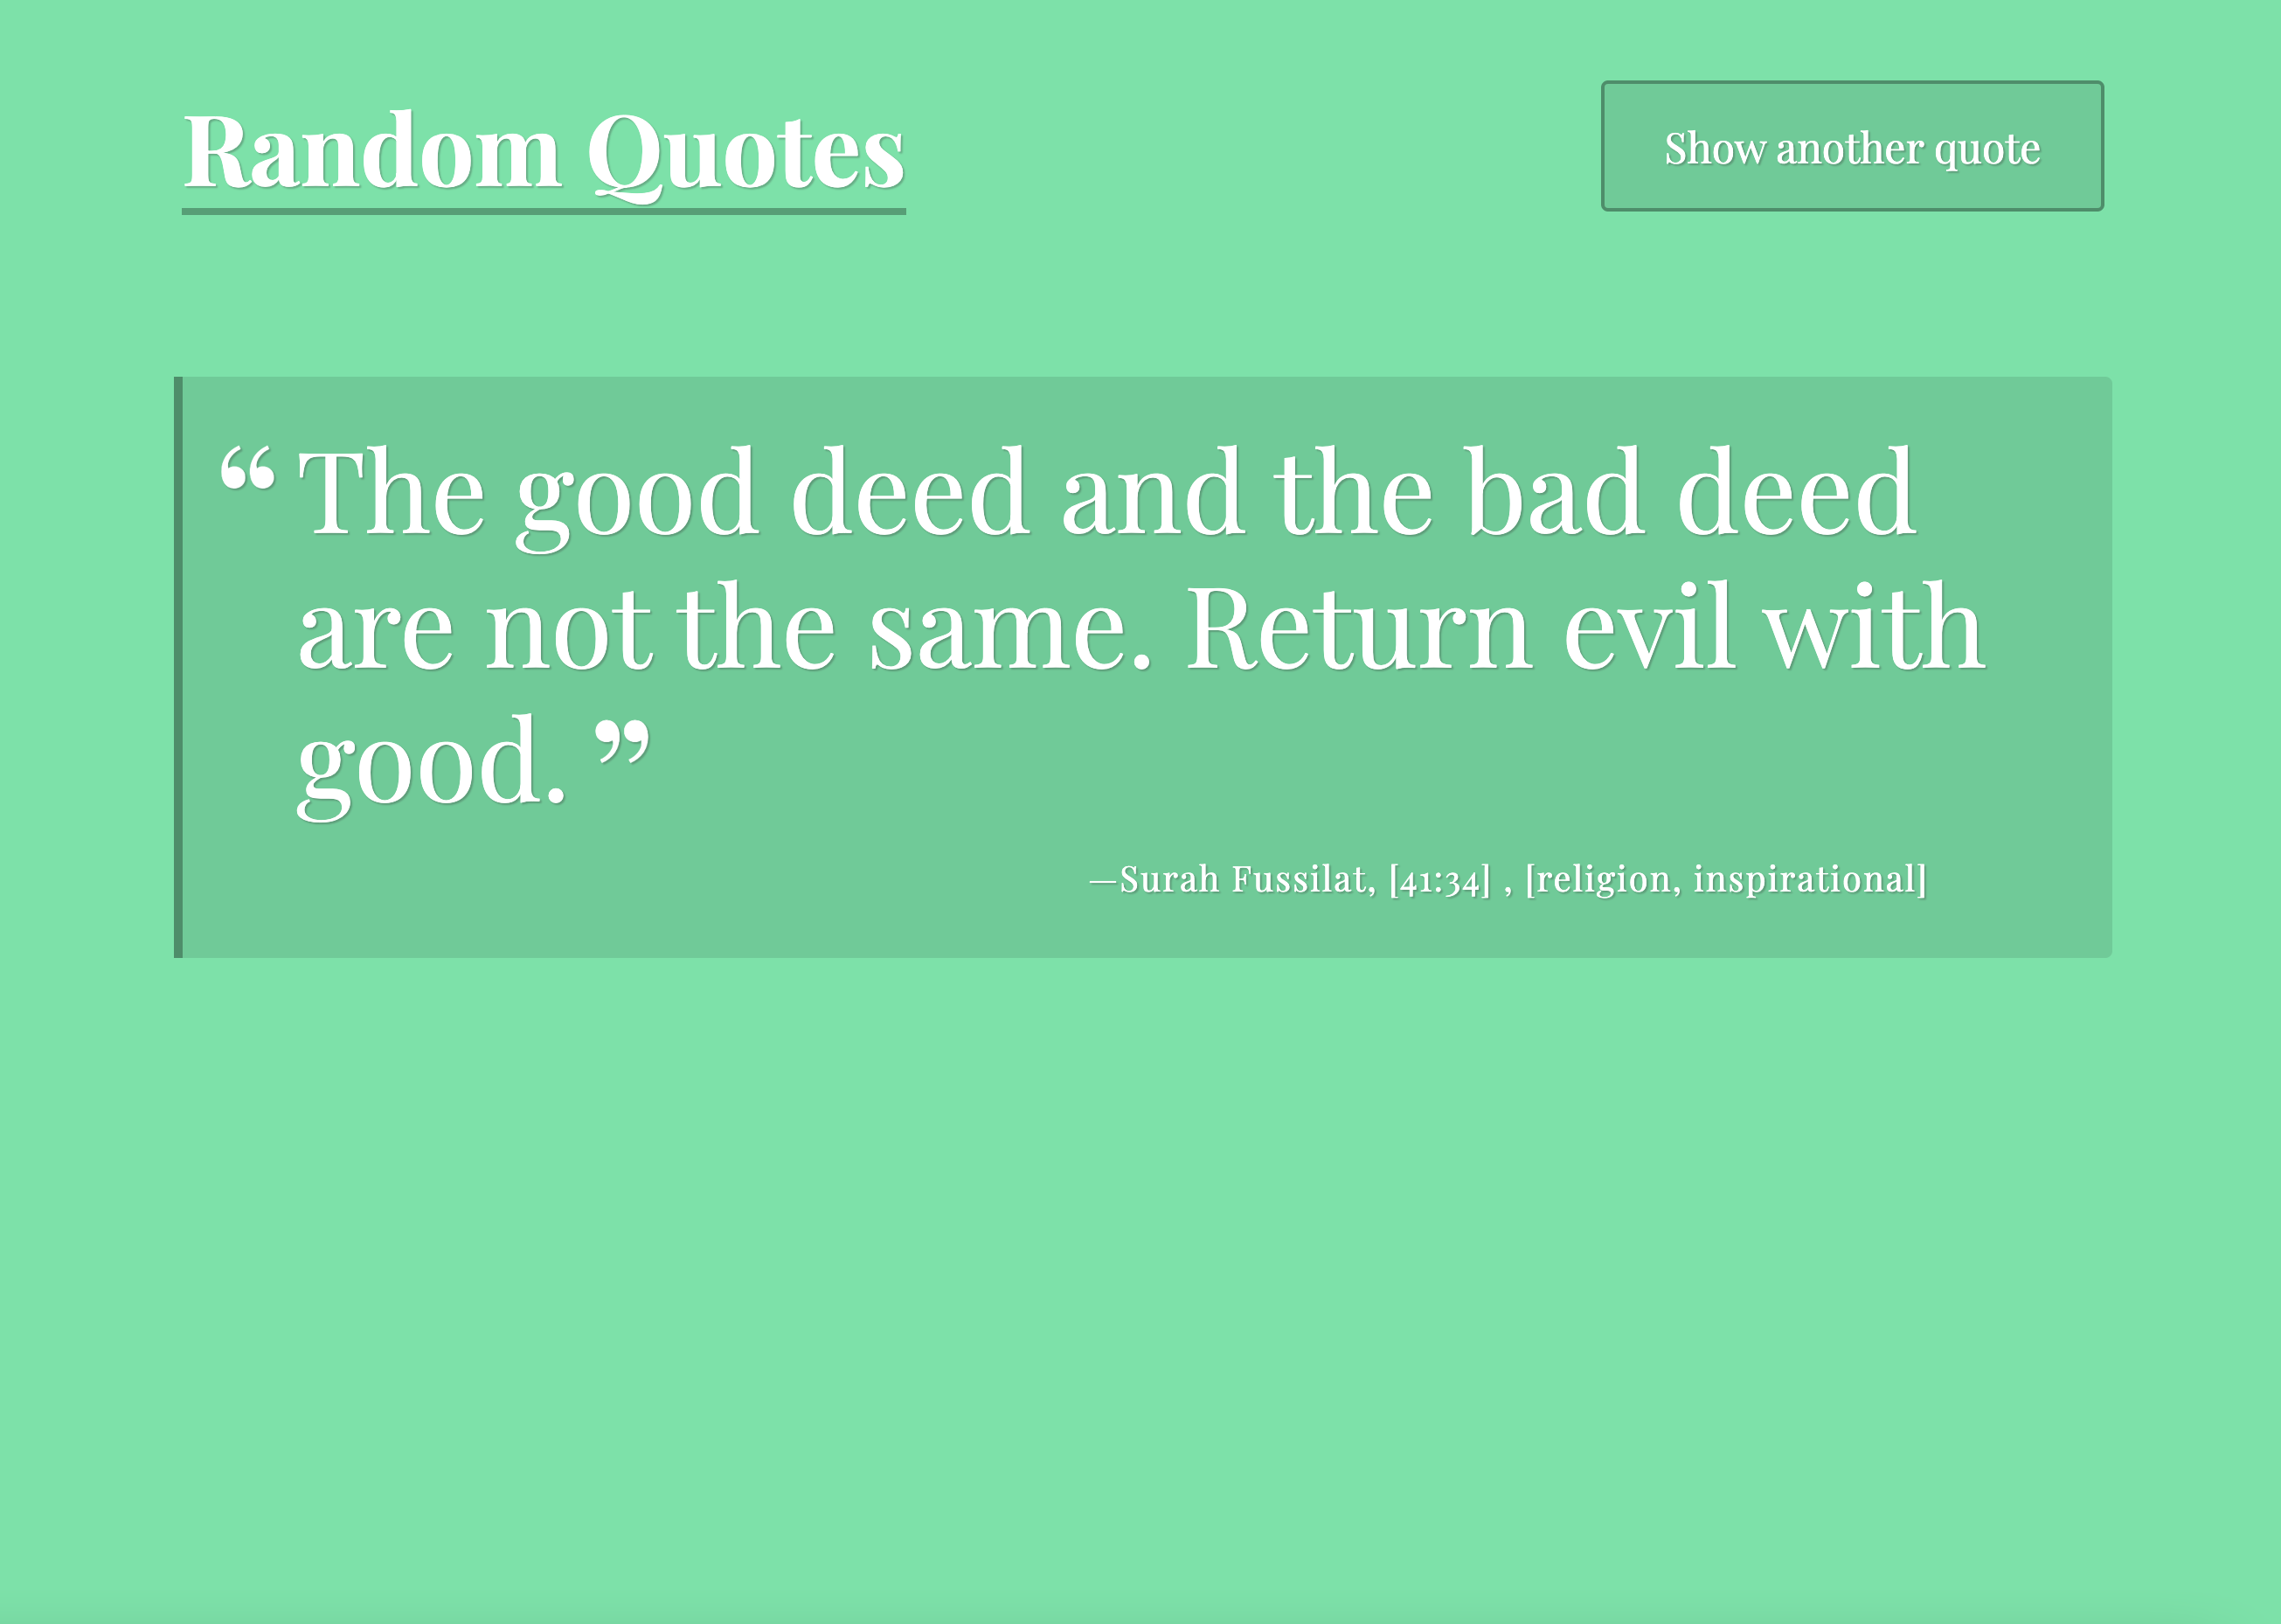 Random Quotes
Show another quote
“The good deed and the bad deed
are not the same. Return evil with
good.”
—Surah Fussilat, [41:34] , [religion, inspirational]